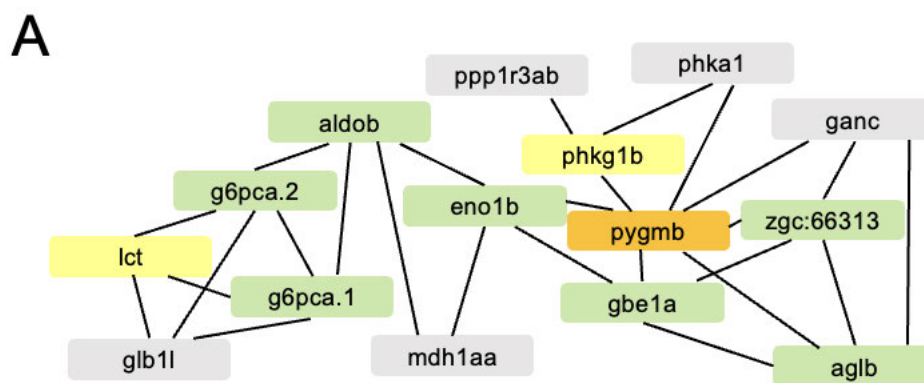 A
ppp1r3ab
phka1
aldob
ganc
phkg1b
g6pca.2
eno1b
pygmb
zgc:66313
lct
g6pca.1
gbe1a
glb1l
mdh1aa
aglb